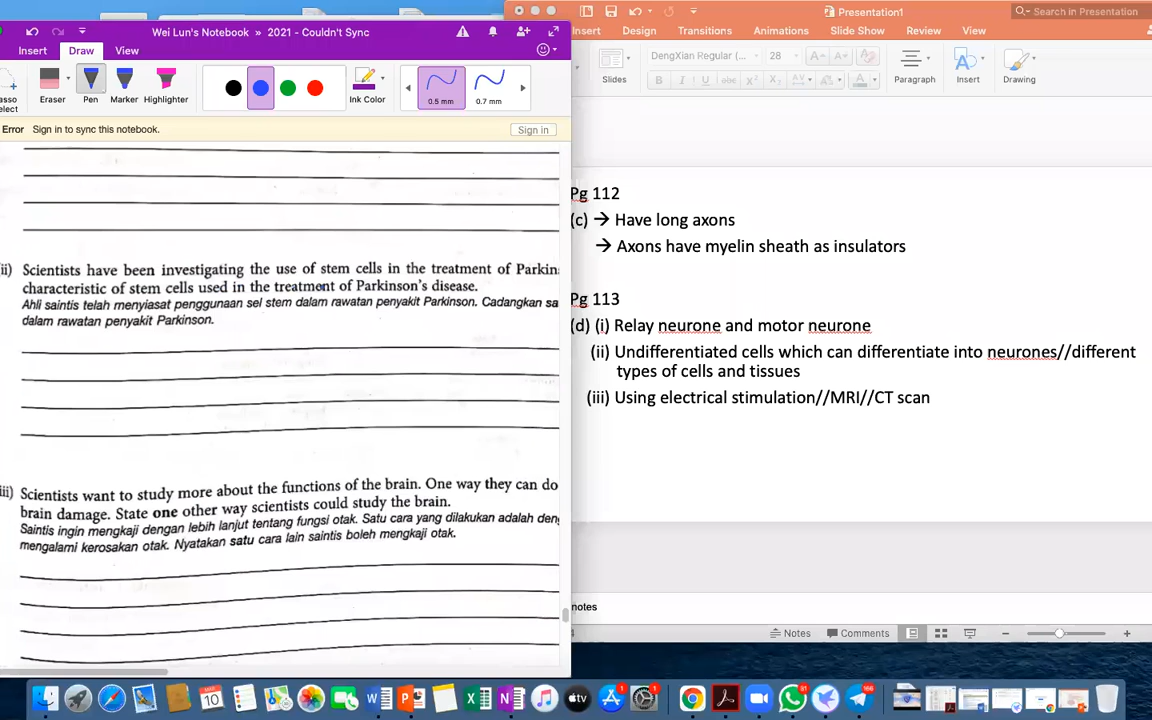 Wei Lun's Notebook » 2021 - Couldn't Sync
Insert Draw View
Eraser Pen Marker Highlighter
Ink Color
0.5 mm 0.7 mm
Select
Error Sign in to sync this notebook.
Sign in
ii) Scientists have been investigating the use of stem cells in the treatment of Parkin
characteristic of stem cells used in the treatment of Parkinson's disease.
Ahli saintis telah menyiasat penggunaan sel stem dalam rawatan penyakit Parkinson. Cadangkan sa
dalam rawatan penyakit Parkinson.
iii) Scientists want to study more about the functions of the brain. One way they can do
brain damage. State one other way scientists could study the brain.
Saintis ingin mengkaji dengan lebih lanjut tentang fungsi otak. Satu cara yang dilakukan adalah den
mengalami kerosakan otak. Nyatakan satu cara lain saintis boleh mengkaji otak.
Presentation1
Search in Presentation
Insert Design Transitions Animations Slide Show Review View
DengXian Regular (... 28
Slides
B I U abc X² X₂ AV Aa A
Paragraph Insert Drawing
Pg 112
(c) → Have long axons
→ Axons have myelin sheath as insulators
Pg 113
(d) (i) Relay neurone and motor neurone
(ii) Undifferentiated cells which can differentiate into neurones//different
types of cells and tissues
(iii) Using electrical stimulation//MRI//CT scan
notes
Notes Comments
10
tv